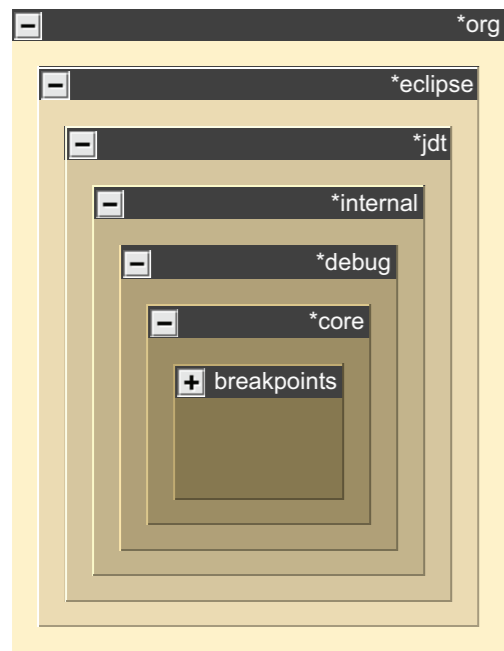 *org
*eclipse
*jdt
*internal
*debug
*core
breakpoints